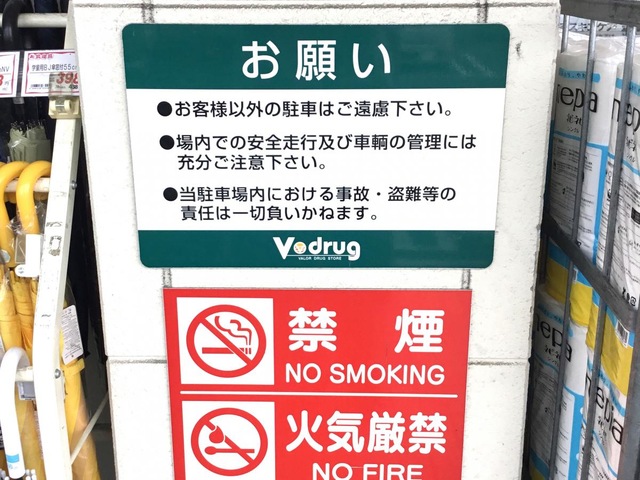 お願い
●お客様以外の駐車はご遠慮下さい。
●場内での安全走行及び車輌の管理には
充分ご注意下さい。
●当駐車場内における事故・盗難等の
責任は一切負いかねます。
Vdrug
VALOR DRUG STORE
禁煙
NO SMOKING
火気厳禁
NO FIRE
398
nepa
nepa